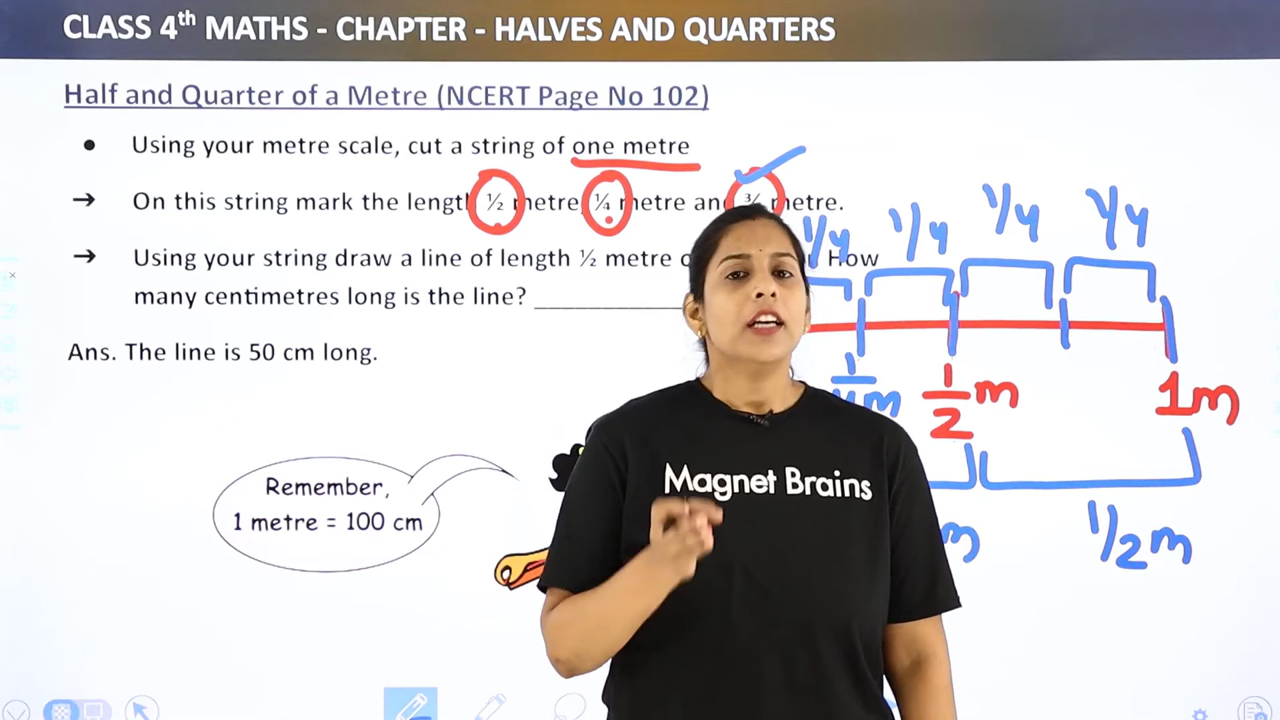 CLASS 4th MATHS - CHAPTER - HALVES AND QUARTERS
Half and Quarter of a Metre (NCERT Page No 102)
● Using your metre scale, cut a string of one metre
→ On this string mark the length ½ metre, ¼ metre and ¾ metre.
→ Using your string draw a line of length ½ metre How
many centimetres long is the line? __________
Ans. The line is 50 cm long.
Remember,
1 metre = 100 cm
1/4 1/4 1/4 1/4
1/4 m 1/2 m 1m
m 1/2 m
Magnet Brains